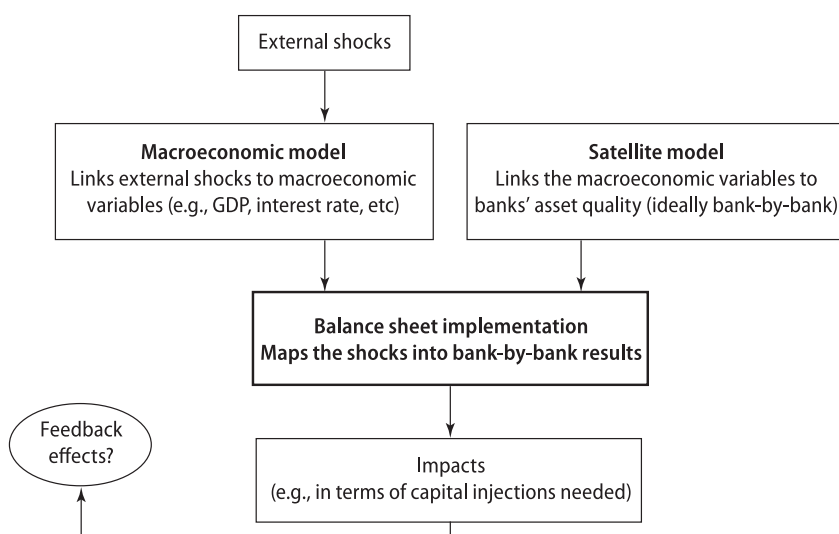 External shocks
Macroeconomic model
Links external shocks to macroeconomic
variables (e.g., GDP, interest rate, etc)
Satellite model
Links the macroeconomic variables to
banks’ asset quality (ideally bank-by-bank)
Balance sheet implementation
Maps the shocks into bank-by-bank results
Feedback
effects?
Impacts
(e.g., in terms of capital injections needed)